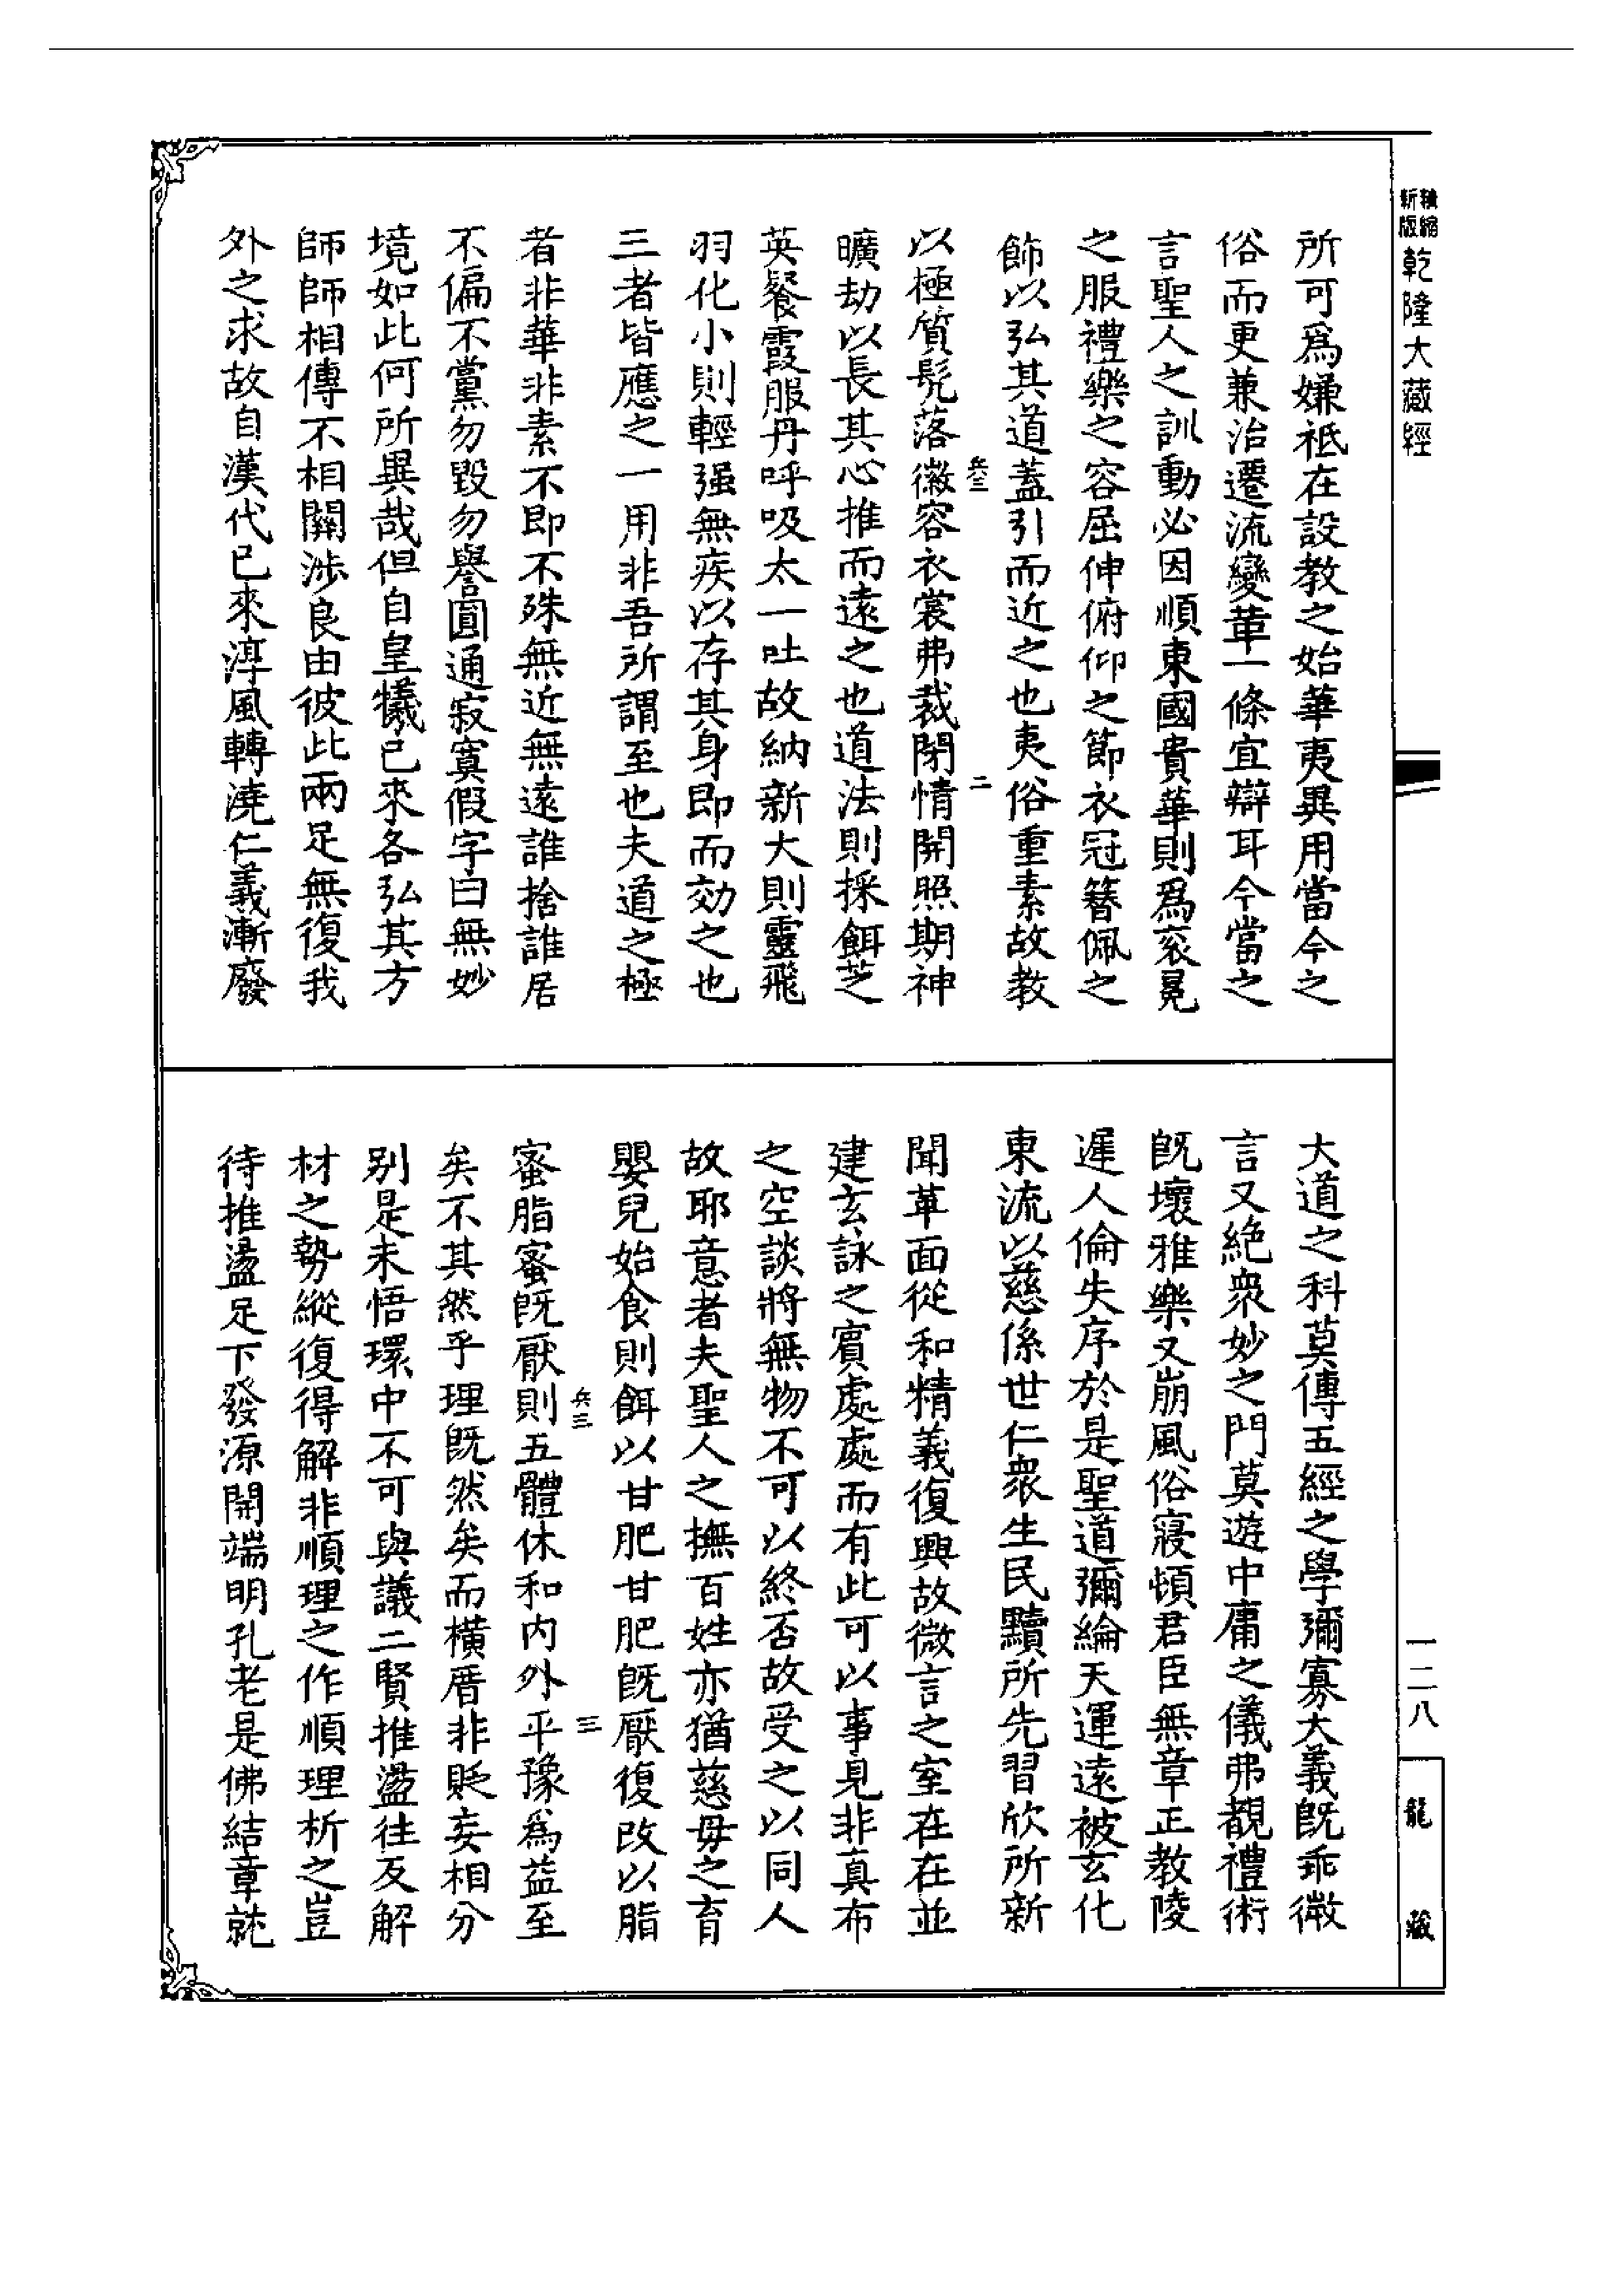 精縮新版乾隆大藏經
所可爲嫌祗在設教之始華夷異用當今之
俗而更兼治遷流變革一條宜辯耳今當之
言聖人之訓動必因順東國貴華則爲衮冕
之服禮樂之容屈伸俯仰之節衣冠簪佩之
飾以弘其道蓋引而近之也夷俗重素故教
以極質髠落徽容衣裳弗裁閉情開照期神
曠劫以長其心推而遠之也道法則採餌芝
英餐霞服丹呼吸太一吐故納新大則靈飛
羽化小則輕强無疾以存其身即而効之也
三者皆應之一用非吾所謂至也夫道之極
者非華非素不即不殊無近無遠誰捨誰居
不偏不黨勿毀勿譽圓通寂寞假字曰無妙
境如此何所異哉但自皇犧已來各弘其方
師師相傳不相關涉良由彼此兩足無復我
外之求故自漢代已來淳風轉澆仁義漸廢
大道之科莫傳五經之學彌寡大義旣乖微
言又絶衆妙之門莫遊中庸之儀弗覩禮術
旣壞雅樂又崩風俗寢頓君臣無章正教陵
遲人倫失序於是聖道彌綸天運遠被玄化
東流以慈係世仁衆生民黷所先習欣所新
聞革面從和精義復興故微言之室在在並
建玄詠之賓處處而有此可以事見非真布
之空談將無物不可以終否故受之以同人
故耶意者夫聖人之撫百姓亦猶慈母之育
嬰兒始食則餌以甘肥甘肥旣厭復改以脂
蜜脂蜜旣厭則五體休和内外平豫爲益至
矣不其然乎理旣然矣而橫厝非貶妄相分
别是未悟環中不可與議二賢推盪往反解
材之勢縱復得解非順理之作順理析之豈
待推盪足下發源開端明孔老是佛結章就
兵三
二
兵三
三
一二八
龍藏